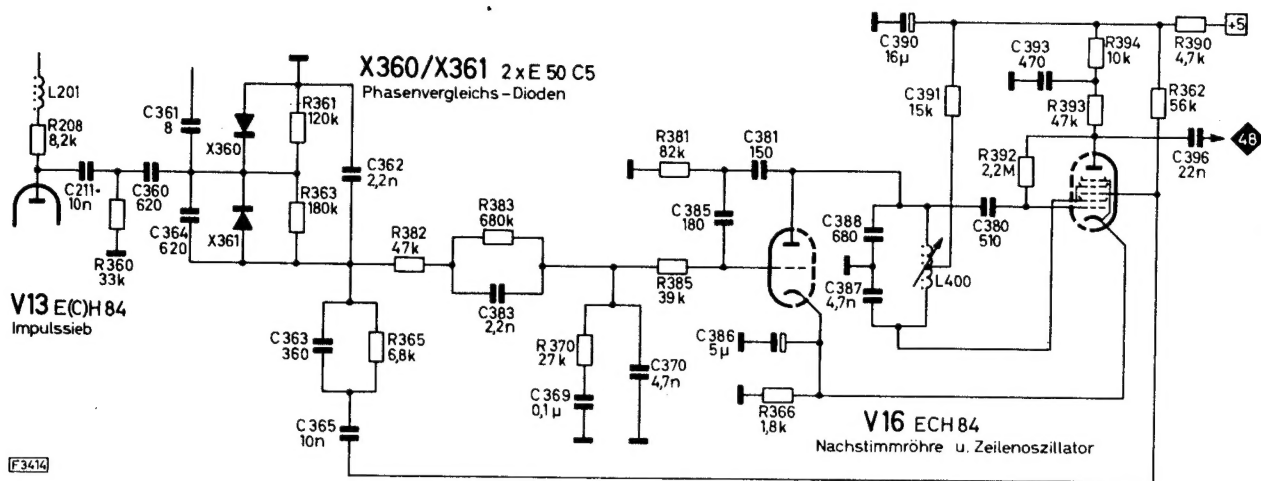 L201
R208
8,2k
C211•
10n
R360
33k
V13 E(C)H 84
Impulssieb
C361
8
C360
620
C364
620
X360
X361
R361
120k
R363
180k
X360/X361 2 x E 50 C5
Phasenvergleichs-Dioden
C362
2,2n
R382
47k
R383
680k
C383
2,2n
C363
360
R365
6,8k
C365
10n
R370
27k
C369
0,1µ
C370
4,7n
R381
82k
C381
150
C385
180
R385
39k
C386
5µ
R366
1,8k
C388
680
C387
4,7n
L400
C390
16µ
C391
15k
C393
470
R394
10k
R393
47k
R392
2,2M
C380
510
R390
4,7k
+5
R362
56k
C396
22n
48
V16 ECH 84
Nachstimmröhre u. Zeilenoszillator
F3414